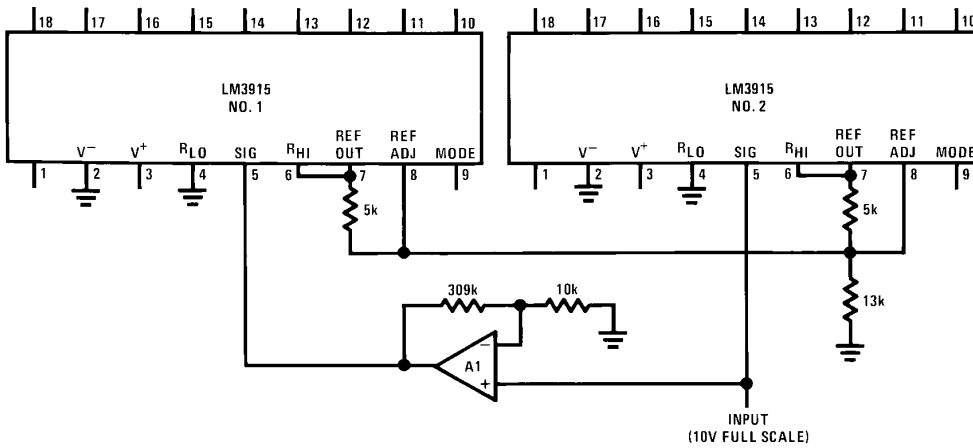 18 17 16 15 14 13 12 11 10
LM3915
NO. 1
V− V+ RLO SIG RHI REF OUT REF ADJ MODE
1 2 3 4 5 6 7 8 9
5k
18 17 16 15 14 13 12 11 10
LM3915
NO. 2
V− V+ RLO SIG RHI REF OUT REF ADJ MODE
1 2 3 4 5 6 7 8 9
5k
309k
10k
13k
−
A1
+
INPUT
(10V FULL SCALE)